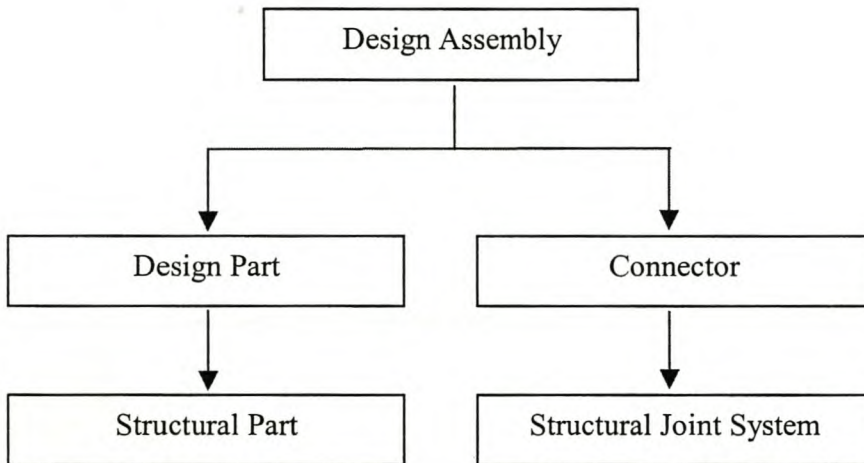 Design Assembly
Design Part
Connector
Structural Part
Structural Joint System